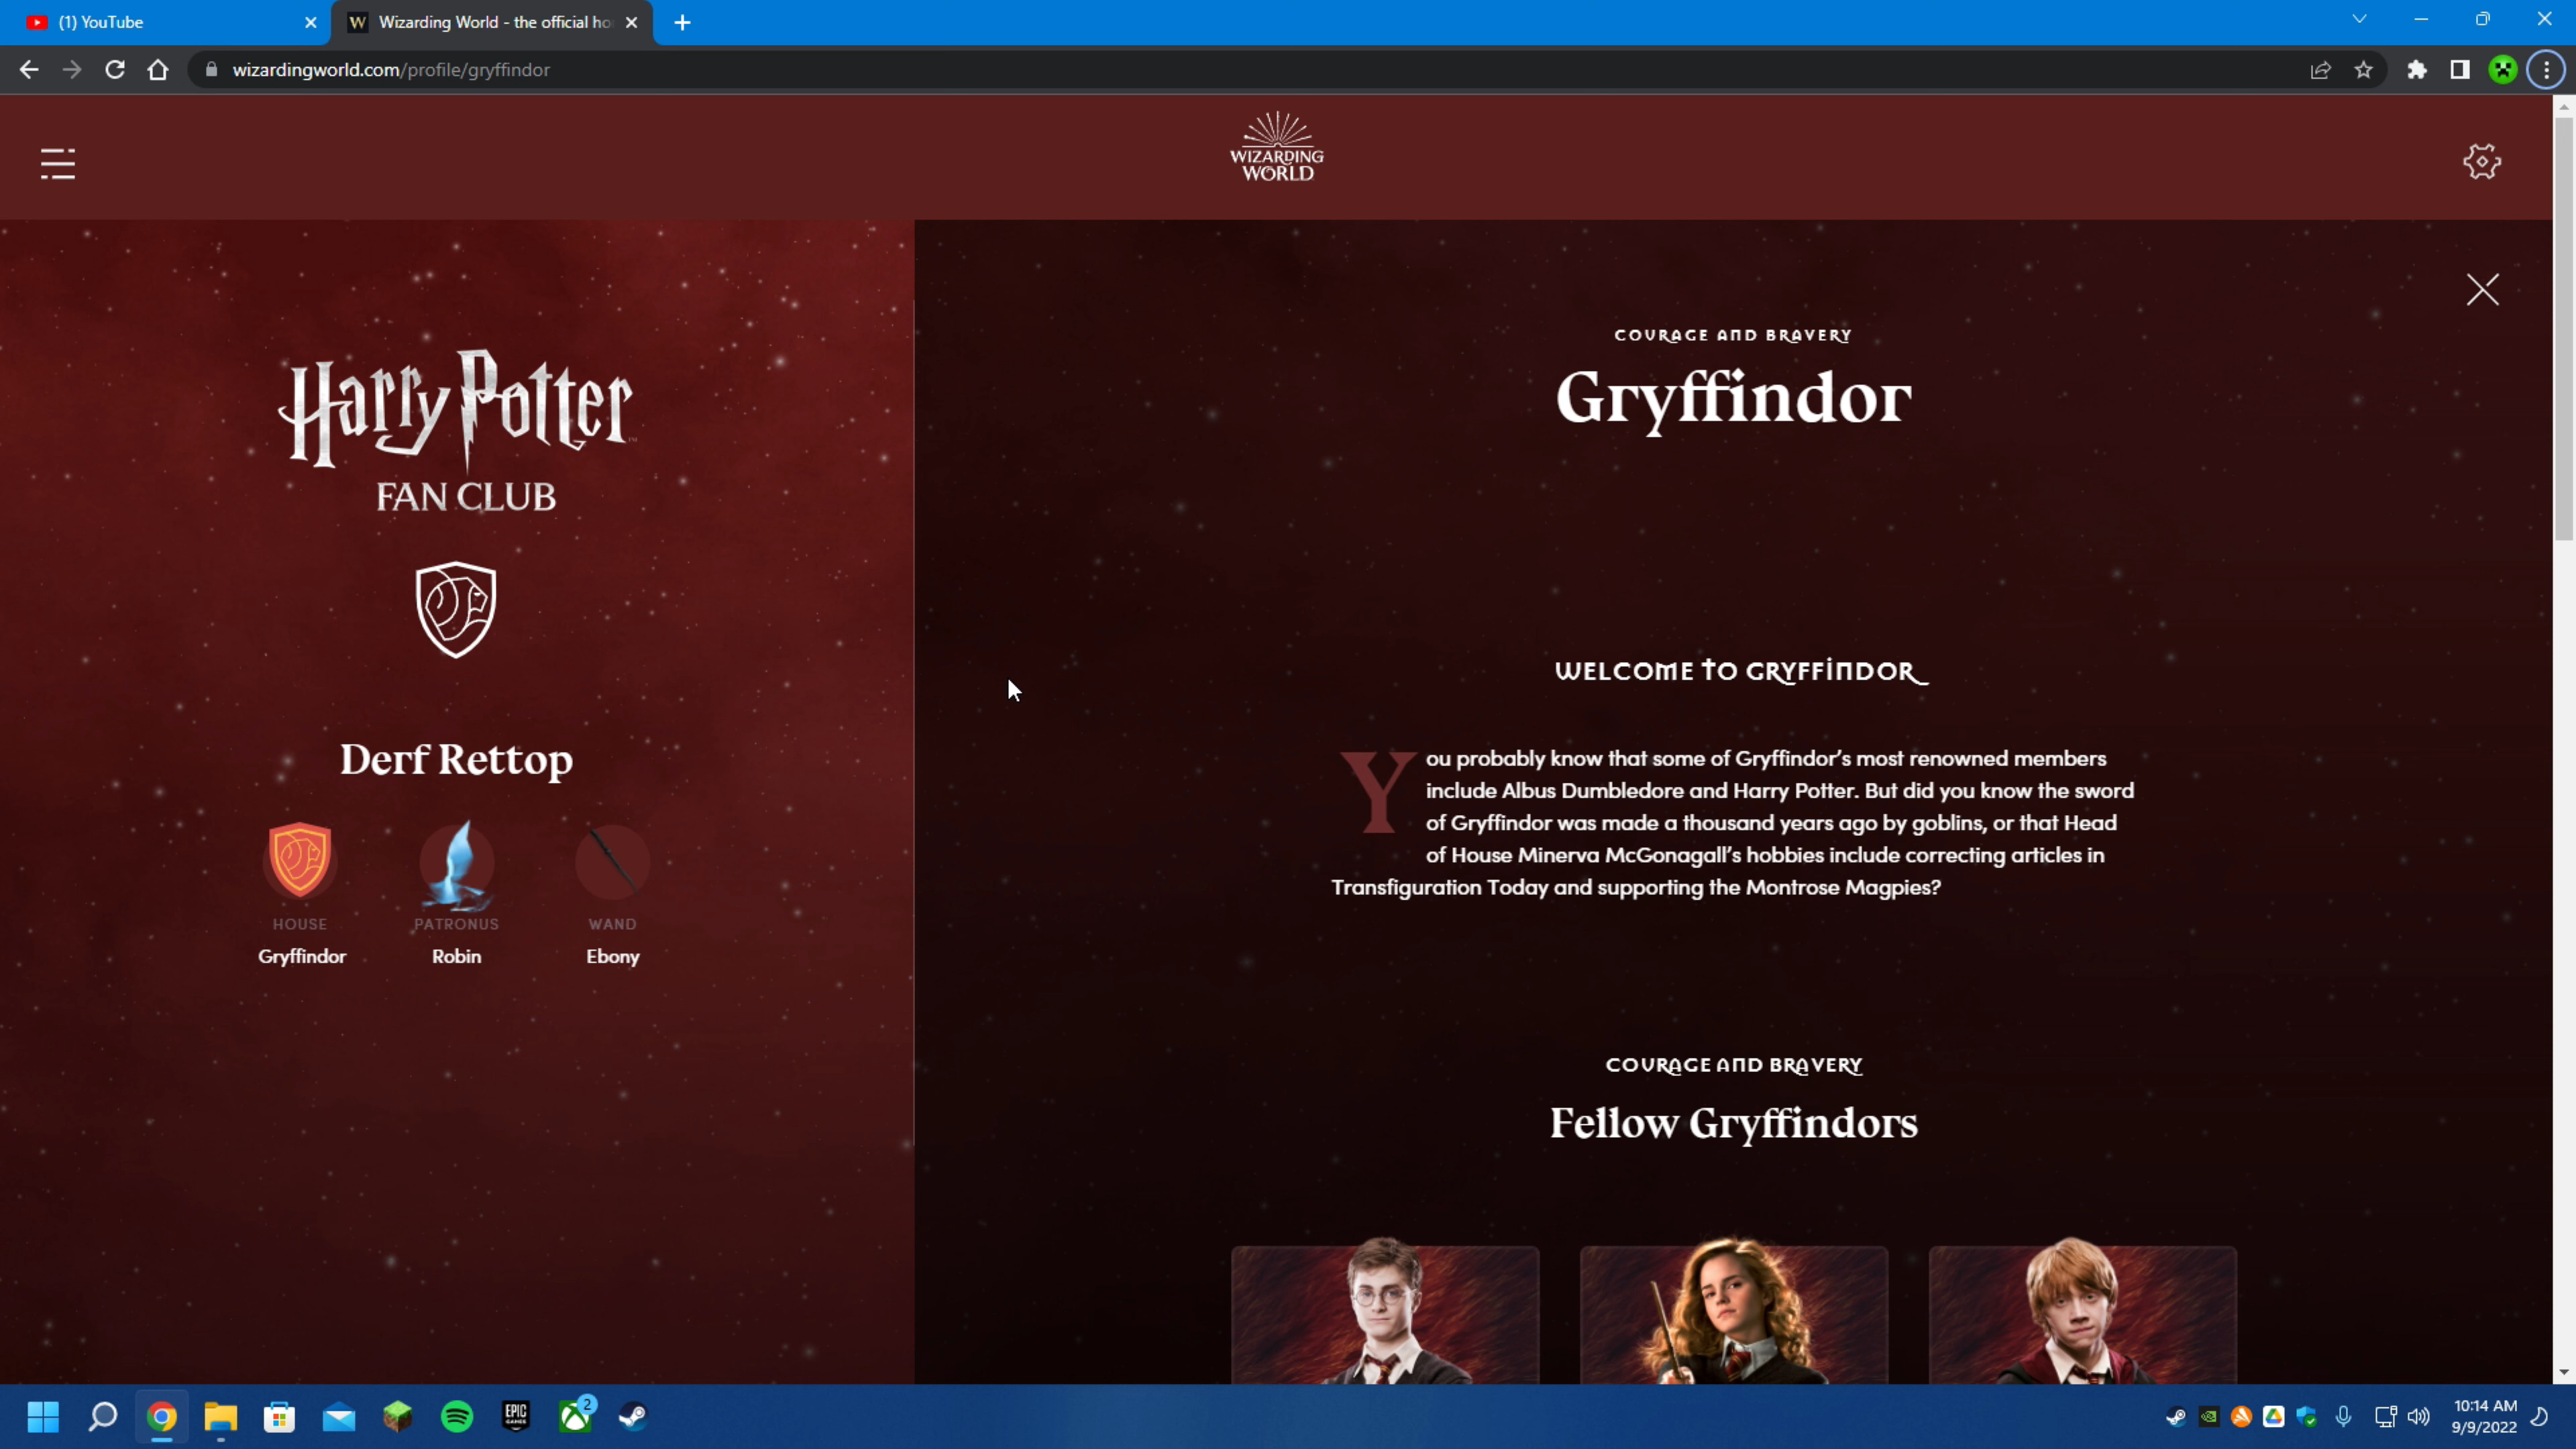 (1) YouTube
Wizarding World - the official ho
wizardingworld.com/profile/gryffindor
WIZARDING
WORLD
Harry Potter
FAN CLUB
Derf Rettop
HOUSE
Gryffindor
PATRONUS
Robin
WAND
Ebony
COURAGE AND BRAVERY
Gryffindor
WELCOME TO GRYFFINDOR
You probably know that some of Gryffindor's most renowned members
include Albus Dumbledore and Harry Potter. But did you know the sword
of Gryffindor was made a thousand years ago by goblins, or that Head
of House Minerva McGonagall's hobbies include correcting articles in
Transfiguration Today and supporting the Montrose Magpies?
COURAGE AND BRAVERY
Fellow Gryffindors
EPIC
GAMES
2
10:14 AM
9/9/2022